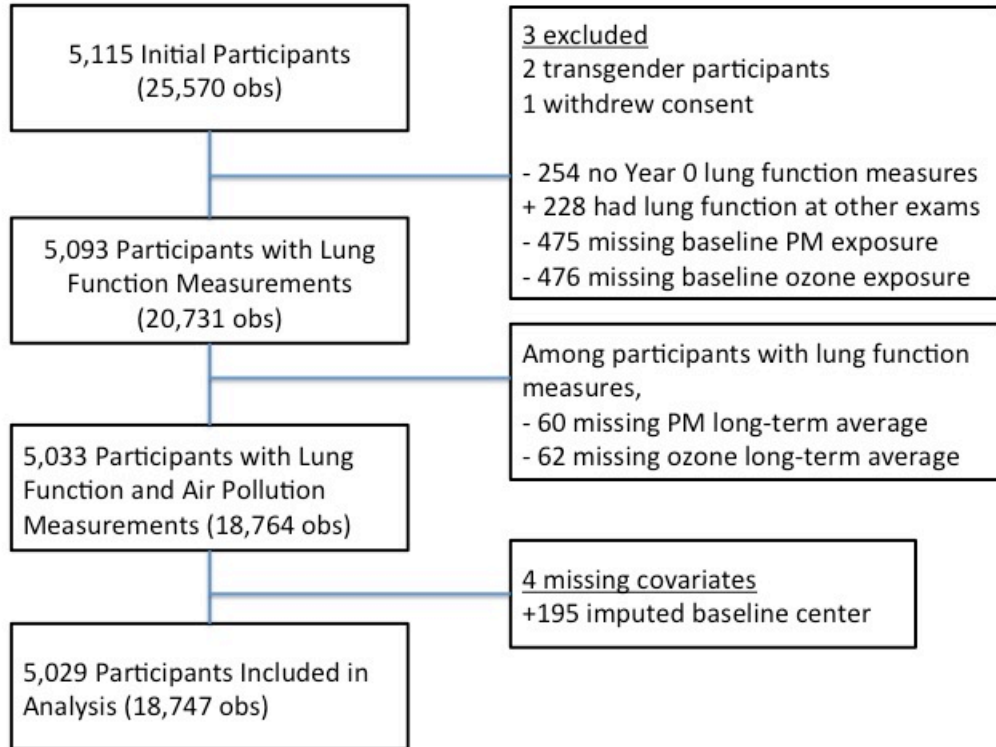 5,115 Initial Participants
(25,570 obs)
3 excluded
2 transgender participants
1 withdrew consent
- 254 no Year 0 lung function measures
+ 228 had lung function at other exams
- 475 missing baseline PM exposure
- 476 missing baseline ozone exposure
5,093 Participants with Lung
Function Measurements
(20,731 obs)
Among participants with lung function
measures,
- 60 missing PM long-term average
- 62 missing ozone long-term average
5,033 Participants with Lung
Function and Air Pollution
Measurements (18,764 obs)
4 missing covariates
+195 imputed baseline center
5,029 Participants Included in
Analysis (18,747 obs)